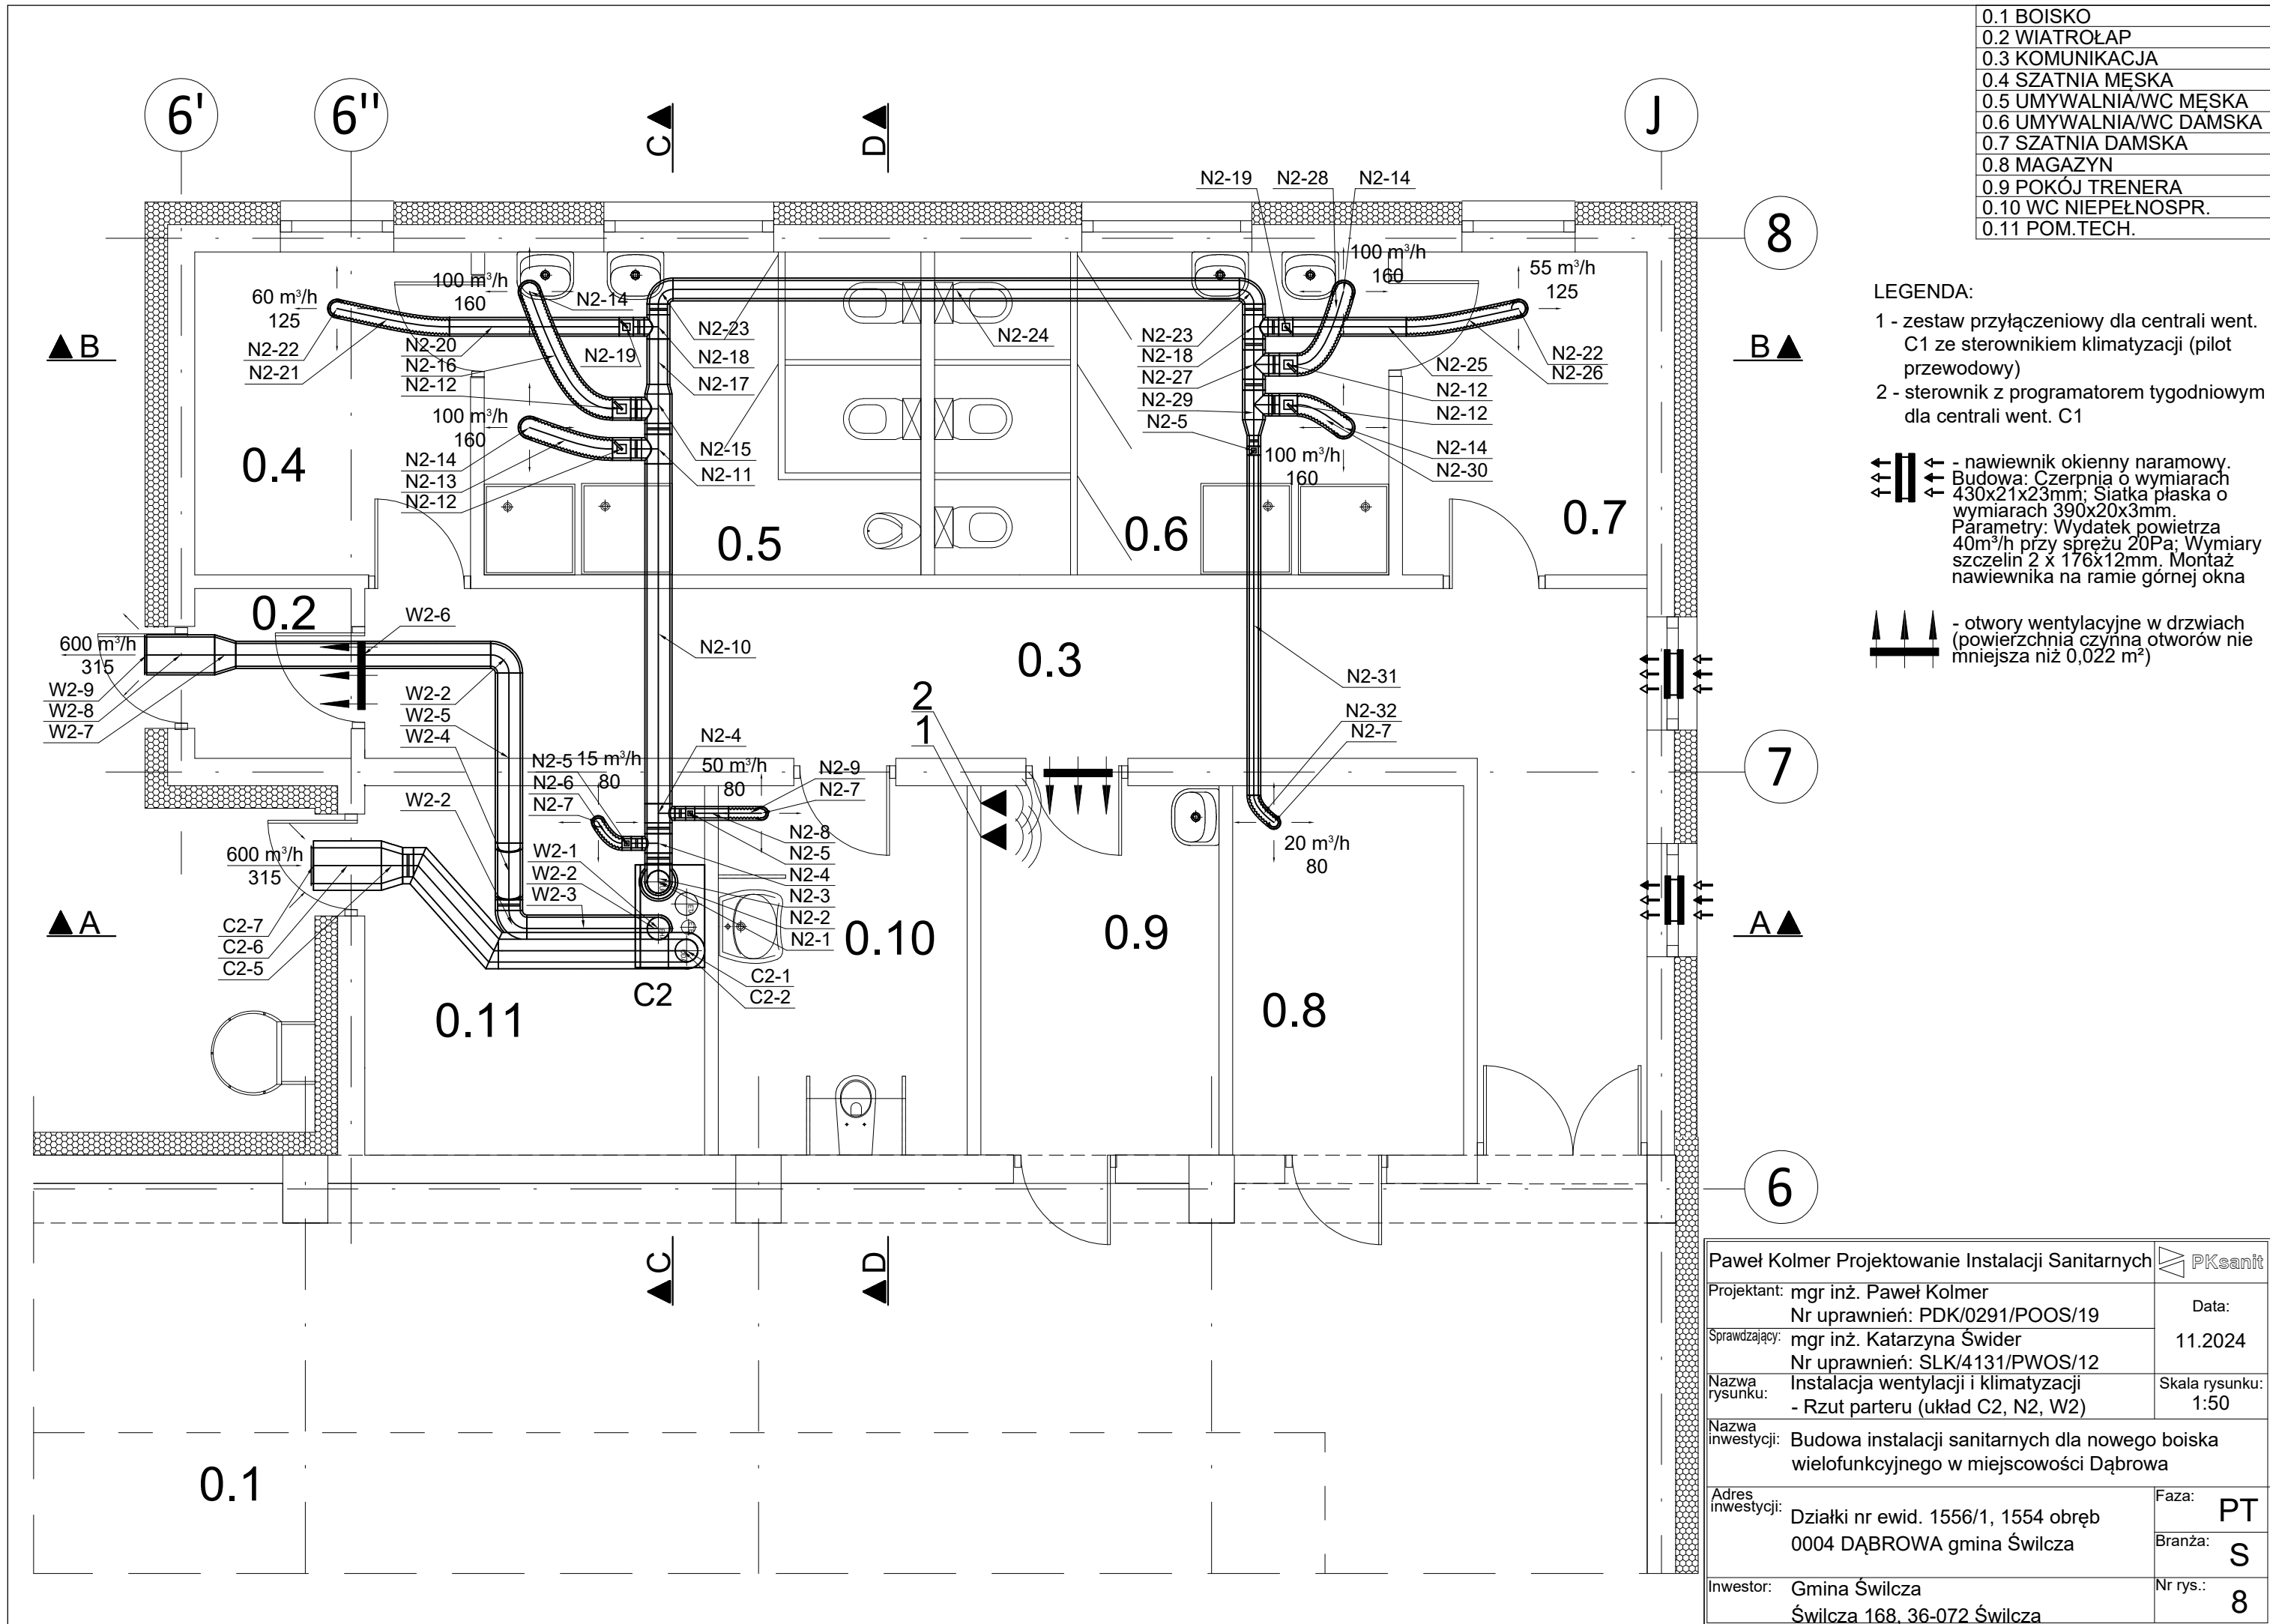 0.1 BOISKO
0.2 WIATROŁAP
0.3 KOMUNIKACJA
0.4 SZATNIA MĘSKA
0.5 UMYWALNIA/WC MĘSKA
0.6 UMYWALNIA/WC DAMSKA
0.7 SZATNIA DAMSKA
0.8 MAGAZYN
0.9 POKÓJ TRENERA
0.10 WC NIEPEŁNOSPR.
0.11 POM.TECH.
6'
6''
C
D
J
8
N2-19
N2-28
N2-14
100 m³/h
160
60 m³/h
125
100 m³/h
160
55 m³/h
125
N2-14
N2-22
N2-21
N2-20
N2-16
N2-12
N2-19
N2-23
N2-18
N2-17
N2-24
N2-23
N2-18
N2-27
N2-29
N2-5
N2-25
N2-22
N2-26
N2-12
N2-12
N2-14
N2-30
B
B
100 m³/h
160
N2-14
N2-13
N2-12
N2-15
N2-11
100 m³/h
160
0.4
0.5
0.6
0.7
LEGENDA:
1 - zestaw przyłączeniowy dla centrali went.
C1 ze sterownikiem klimatyzacji (pilot
przewodowy)
2 - sterownik z programatorem tygodniowym
dla centrali went. C1
- nawiewnik okienny naramowy.
Budowa: Czerpnia o wymiarach
430x21x23mm; Siatka płaska o
wymiarach 390x20x3mm.
Parametry: Wydatek powietrza
40m³/h przy sprężu 20Pa; Wymiary
szczelin 2 x 176x12mm. Montaż
nawiewnika na ramie górnej okna
- otwory wentylacyjne w drzwiach
(powierzchnia czynna otworów nie
mniejsza niż 0,022 m²)
0.2
W2-6
600 m³/h
315
W2-9
W2-8
W2-7
W2-2
W2-5
W2-4
W2-2
N2-10
0.3
N2-31
N2-32
N2-7
2
1
N2-4
N2-5
15 m³/h
80
N2-6
N2-7
50 m³/h
80
N2-9
N2-7
7
N2-8
N2-5
N2-4
N2-3
N2-2
N2-1
W2-1
W2-2
W2-3
20 m³/h
80
600 m³/h
315
C2-7
C2-6
C2-5
A
A
C2-1
C2-2
C2
0.10
0.9
0.8
0.11
6
C
D
0.1
Paweł Kolmer Projektowanie Instalacji Sanitarnych
PKsanit
Projektant: mgr inż. Paweł Kolmer
Nr uprawnień: PDK/0291/POOS/19
Data:
11.2024
Sprawdzający: mgr inż. Katarzyna Świder
Nr uprawnień: SLK/4131/PWOS/12
Nazwa rysunku: Instalacja wentylacji i klimatyzacji
- Rzut parteru (układ C2, N2, W2)
Skala rysunku:
1:50
Nazwa inwestycji: Budowa instalacji sanitarnych dla nowego boiska
wielofunkcyjnego w miejscowości Dąbrowa
Adres inwestycji: Działki nr ewid. 1556/1, 1554 obręb
0004 DĄBROWA gmina Świlcza
Faza: PT
Branża: S
Inwestor: Gmina Świlcza
Świlcza 168, 36-072 Świlcza
Nr rys.: 8